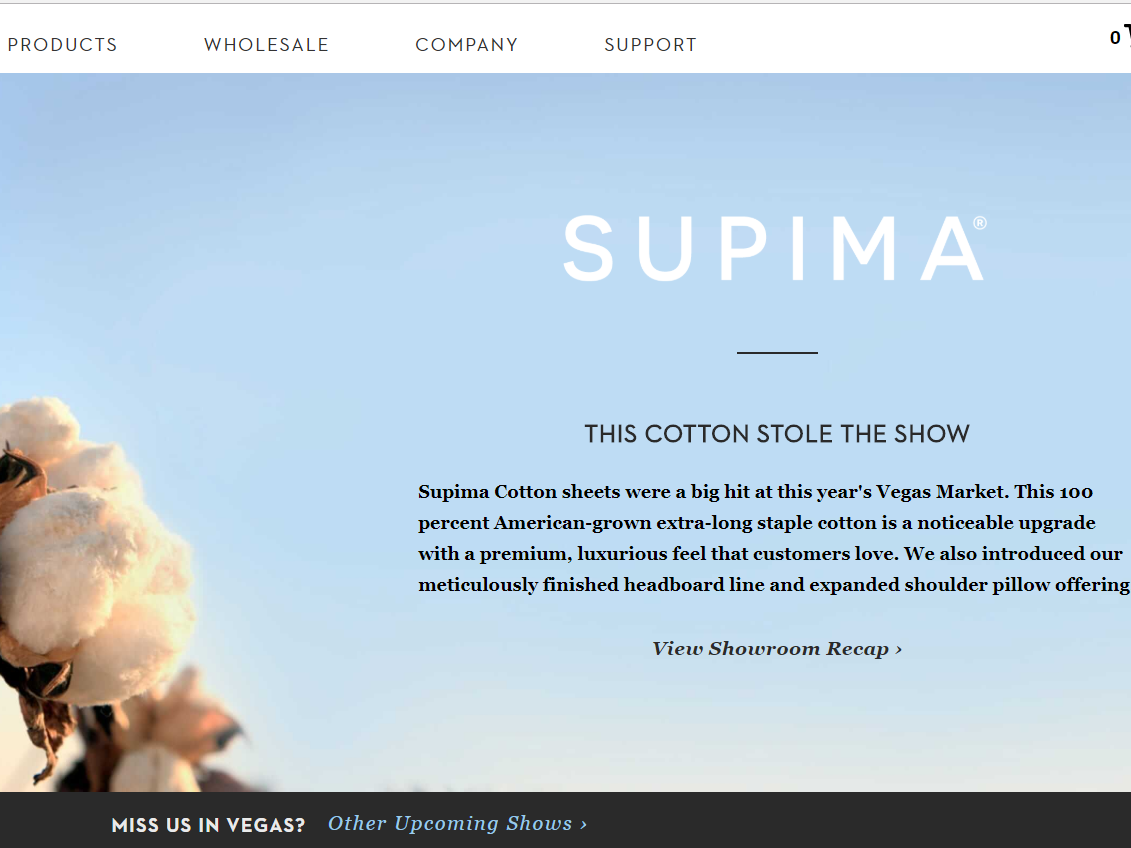 PRODUCTS WHOLESALE COMPANY SUPPORT 0
SUPIMA®
THIS COTTON STOLE THE SHOW
Supima Cotton sheets were a big hit at this year's Vegas Market. This 100
percent American-grown extra-long staple cotton is a noticeable upgrade
with a premium, luxurious feel that customers love. We also introduced our
meticulously finished headboard line and expanded shoulder pillow offering
View Showroom Recap ›
MISS US IN VEGAS? Other Upcoming Shows ›